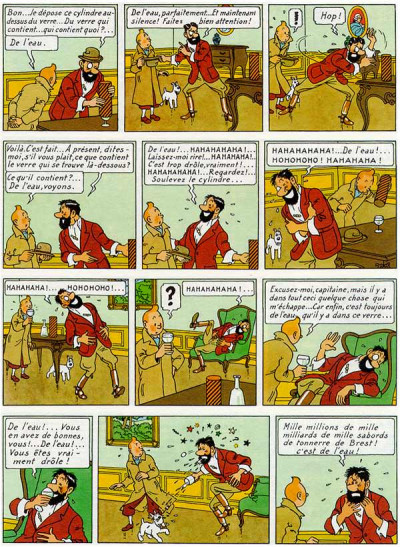 Bon... Je dépose ce cylindre au-
dessus du verre... Du verre qui
contient... qui contient quoi?...
De l'eau.
De l'eau, parfaitement... Et maintenant
silence! Faites bien attention!
!
Hop!
Voilà. C'est fait... À présent, dites-
moi, s'il vous plaît, ce que contient
le verre qui se trouve là-dessous?
Ce qu'il contient?...
De l'eau, voyons.
De l'eau!... HAHAHAHA!...
Laissez-moi rire!... HAHAHAHA!..
C'est trop drôle, vraiment!...
HAHAHAHA!... Regardez!...
Soulevez le cylindre...
HAHAHAHAHA!... De l'eau!...
HOHOHOHO! HAHAHAHA!
HAHAHAHA!... HOHOHOHO!...
?
HAHAHAHA!...
Excusez-moi, capitaine, mais il y a
dans tout ceci quelque chose qui
m'échappe... Car enfin, c'est toujours
de l'eau qu'il y a dans ce verre...
De l'eau!... Vous
en avez de bonnes,
vous!... De l'eau!...
Vous êtes vrai-
ment drôle!
Mille millions de mille
milliards de mille sabords
de tonnerre de Brest!
c'est de l'eau!